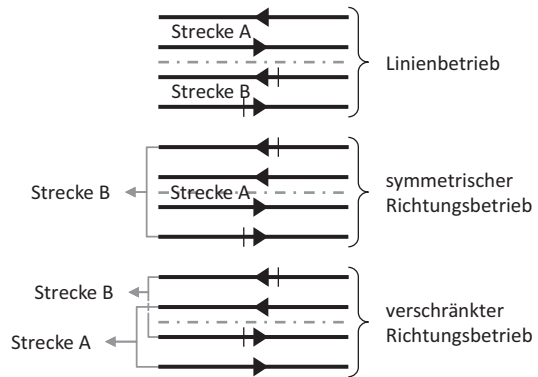 Strecke A
Strecke B
Linienbetrieb
Strecke B
Strecke A
symmetrischer
Richtungsbetrieb
Strecke B
Strecke A
verschränkter
Richtungsbetrieb